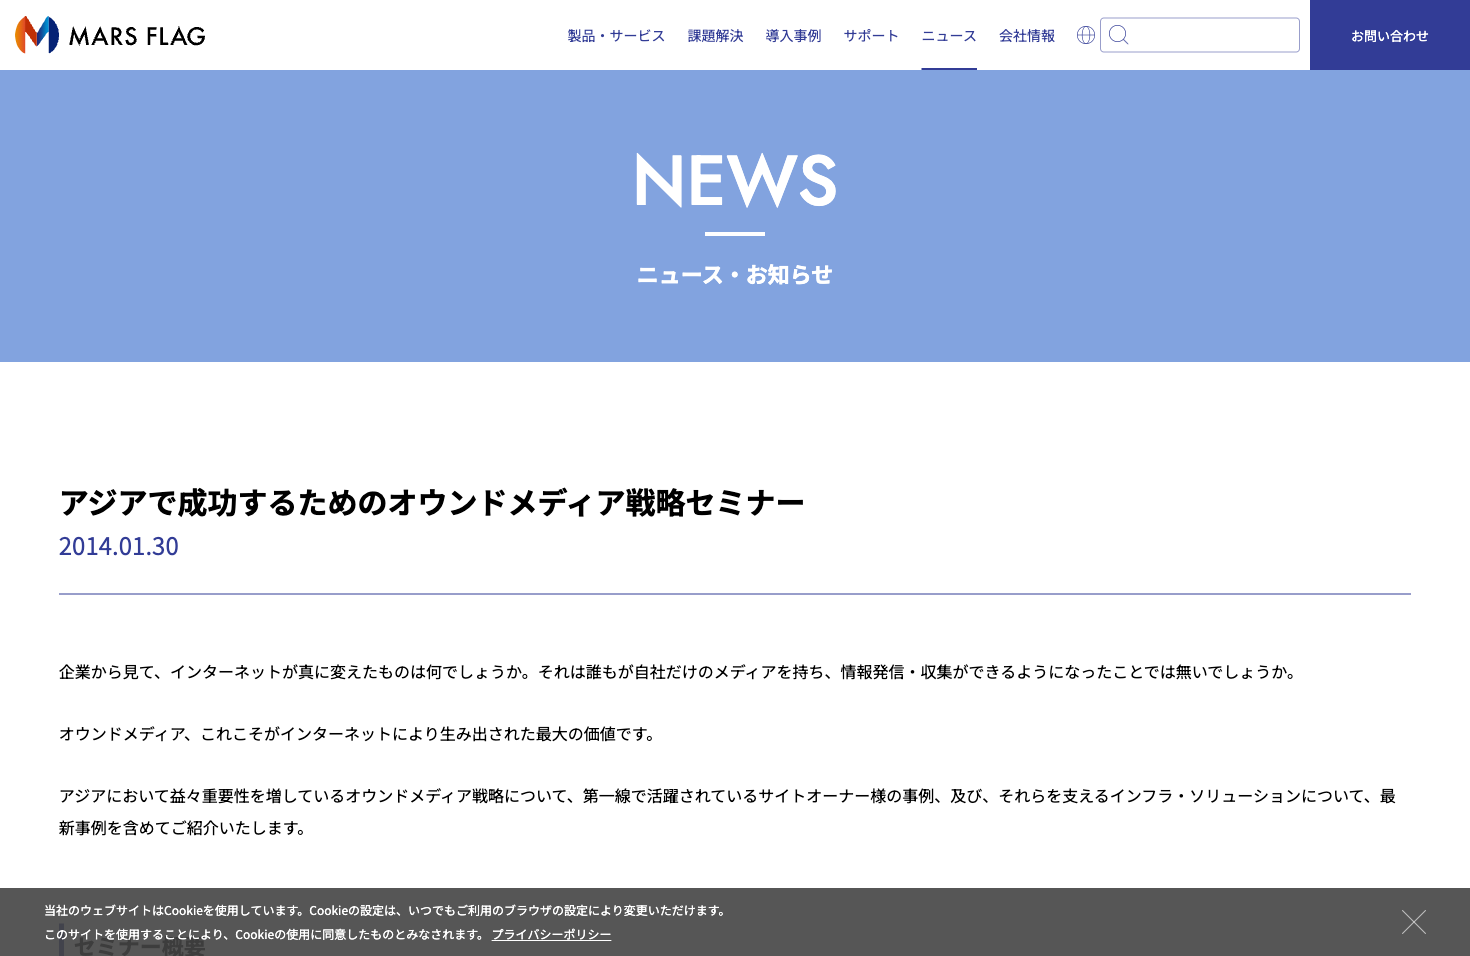 MARS FLAG
製品・サービス 課題解決 導入事例 サポート ニュース 会社情報
お問い合わせ
NEWS
ニュース・お知らせ
アジアで成功するためのオウンドメディア戦略セミナー
2014.01.30
企業から見て、インターネットが真に変えたものは何でしょうか。それは誰もが自社だけのメディアを持ち、情報発信・収集ができるようになったことでは無いでしょうか。
オウンドメディア、これこそがインターネットにより生み出された最大の価値です。
アジアにおいて益々重要性を増しているオウンドメディア戦略について、第一線で活躍されているサイトオーナー様の事例、及び、それらを支えるインフラ・ソリューションについて、最
新事例を含めてご紹介いたします。
当社のウェブサイトはCookieを使用しています。Cookieの設定は、いつでもご利用のブラウザの設定により変更いただけます。
このサイトを使用することにより、Cookieの使用に同意したものとみなされます。 プライバシーポリシー
セミナー概要